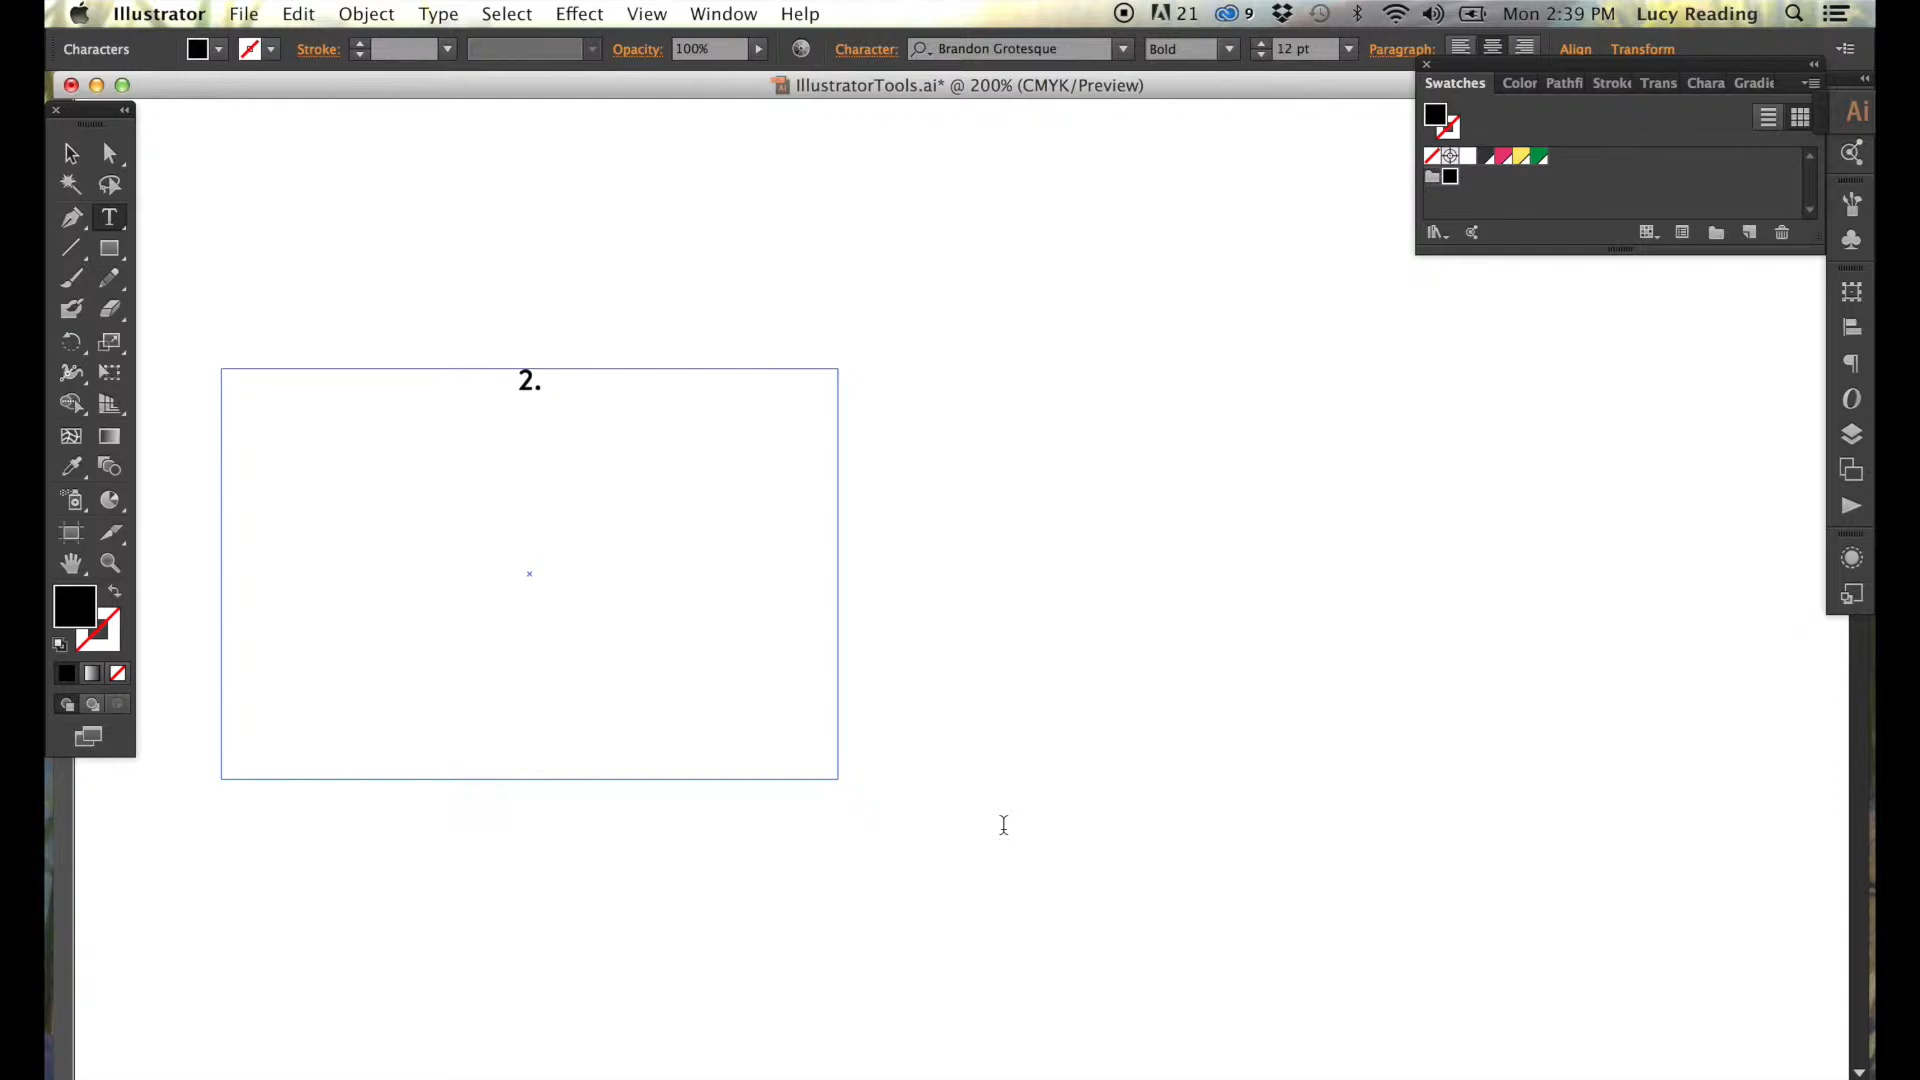 Illustrator File Edit Object Type Select Effect View Window Help 21 9 Mon 2:39 PM Lucy Reading
Characters Stroke: Opacity: 100% Character: Brandon Grotesque Bold 12 pt Paragraph: Align Transform
IllustratorTools.ai* @ 200% (CMYK/Preview)
Swatches Color Pathfi Stroke Trans Chara Gradie
Ai
T
2.
O